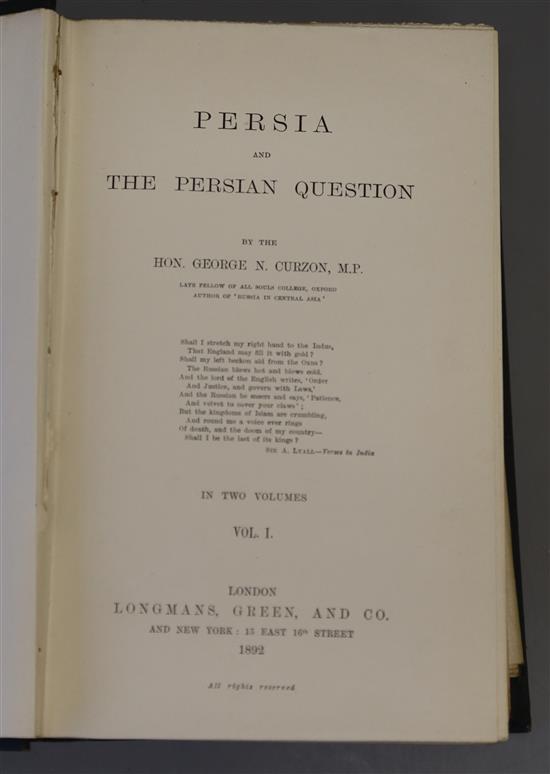 PERSIA
AND
THE PERSIAN QUESTION
BY THE
HON. GEORGE N. CURZON, M.P.
LATE FELLOW OF ALL SOULS COLLEGE, OXFORD
AUTHOR OF 'RUSSIA IN CENTRAL ASIA'
Shall I stretch my right hand to the Indus,
That England may fill it with gold?
Shall my left beckon aid from the Oxus?
The Russian blows hot and blows cold.
And the lord of the English writes, 'Order
And Justice, and govern with Laws,'
And the Russian he sneers and says, 'Patience,
And velvet to cover your claws';
But the kingdoms of Islam are crumbling,
And round me a voice ever rings
Of death, and the doom of my country—
Shall I be the last of its kings?
SIR A. LYALL—Verses in India
IN TWO VOLUMES
VOL. I.
LONDON
LONGMANS, GREEN, AND CO.
AND NEW YORK: 15 EAST 16th STREET
1892
All rights reserved